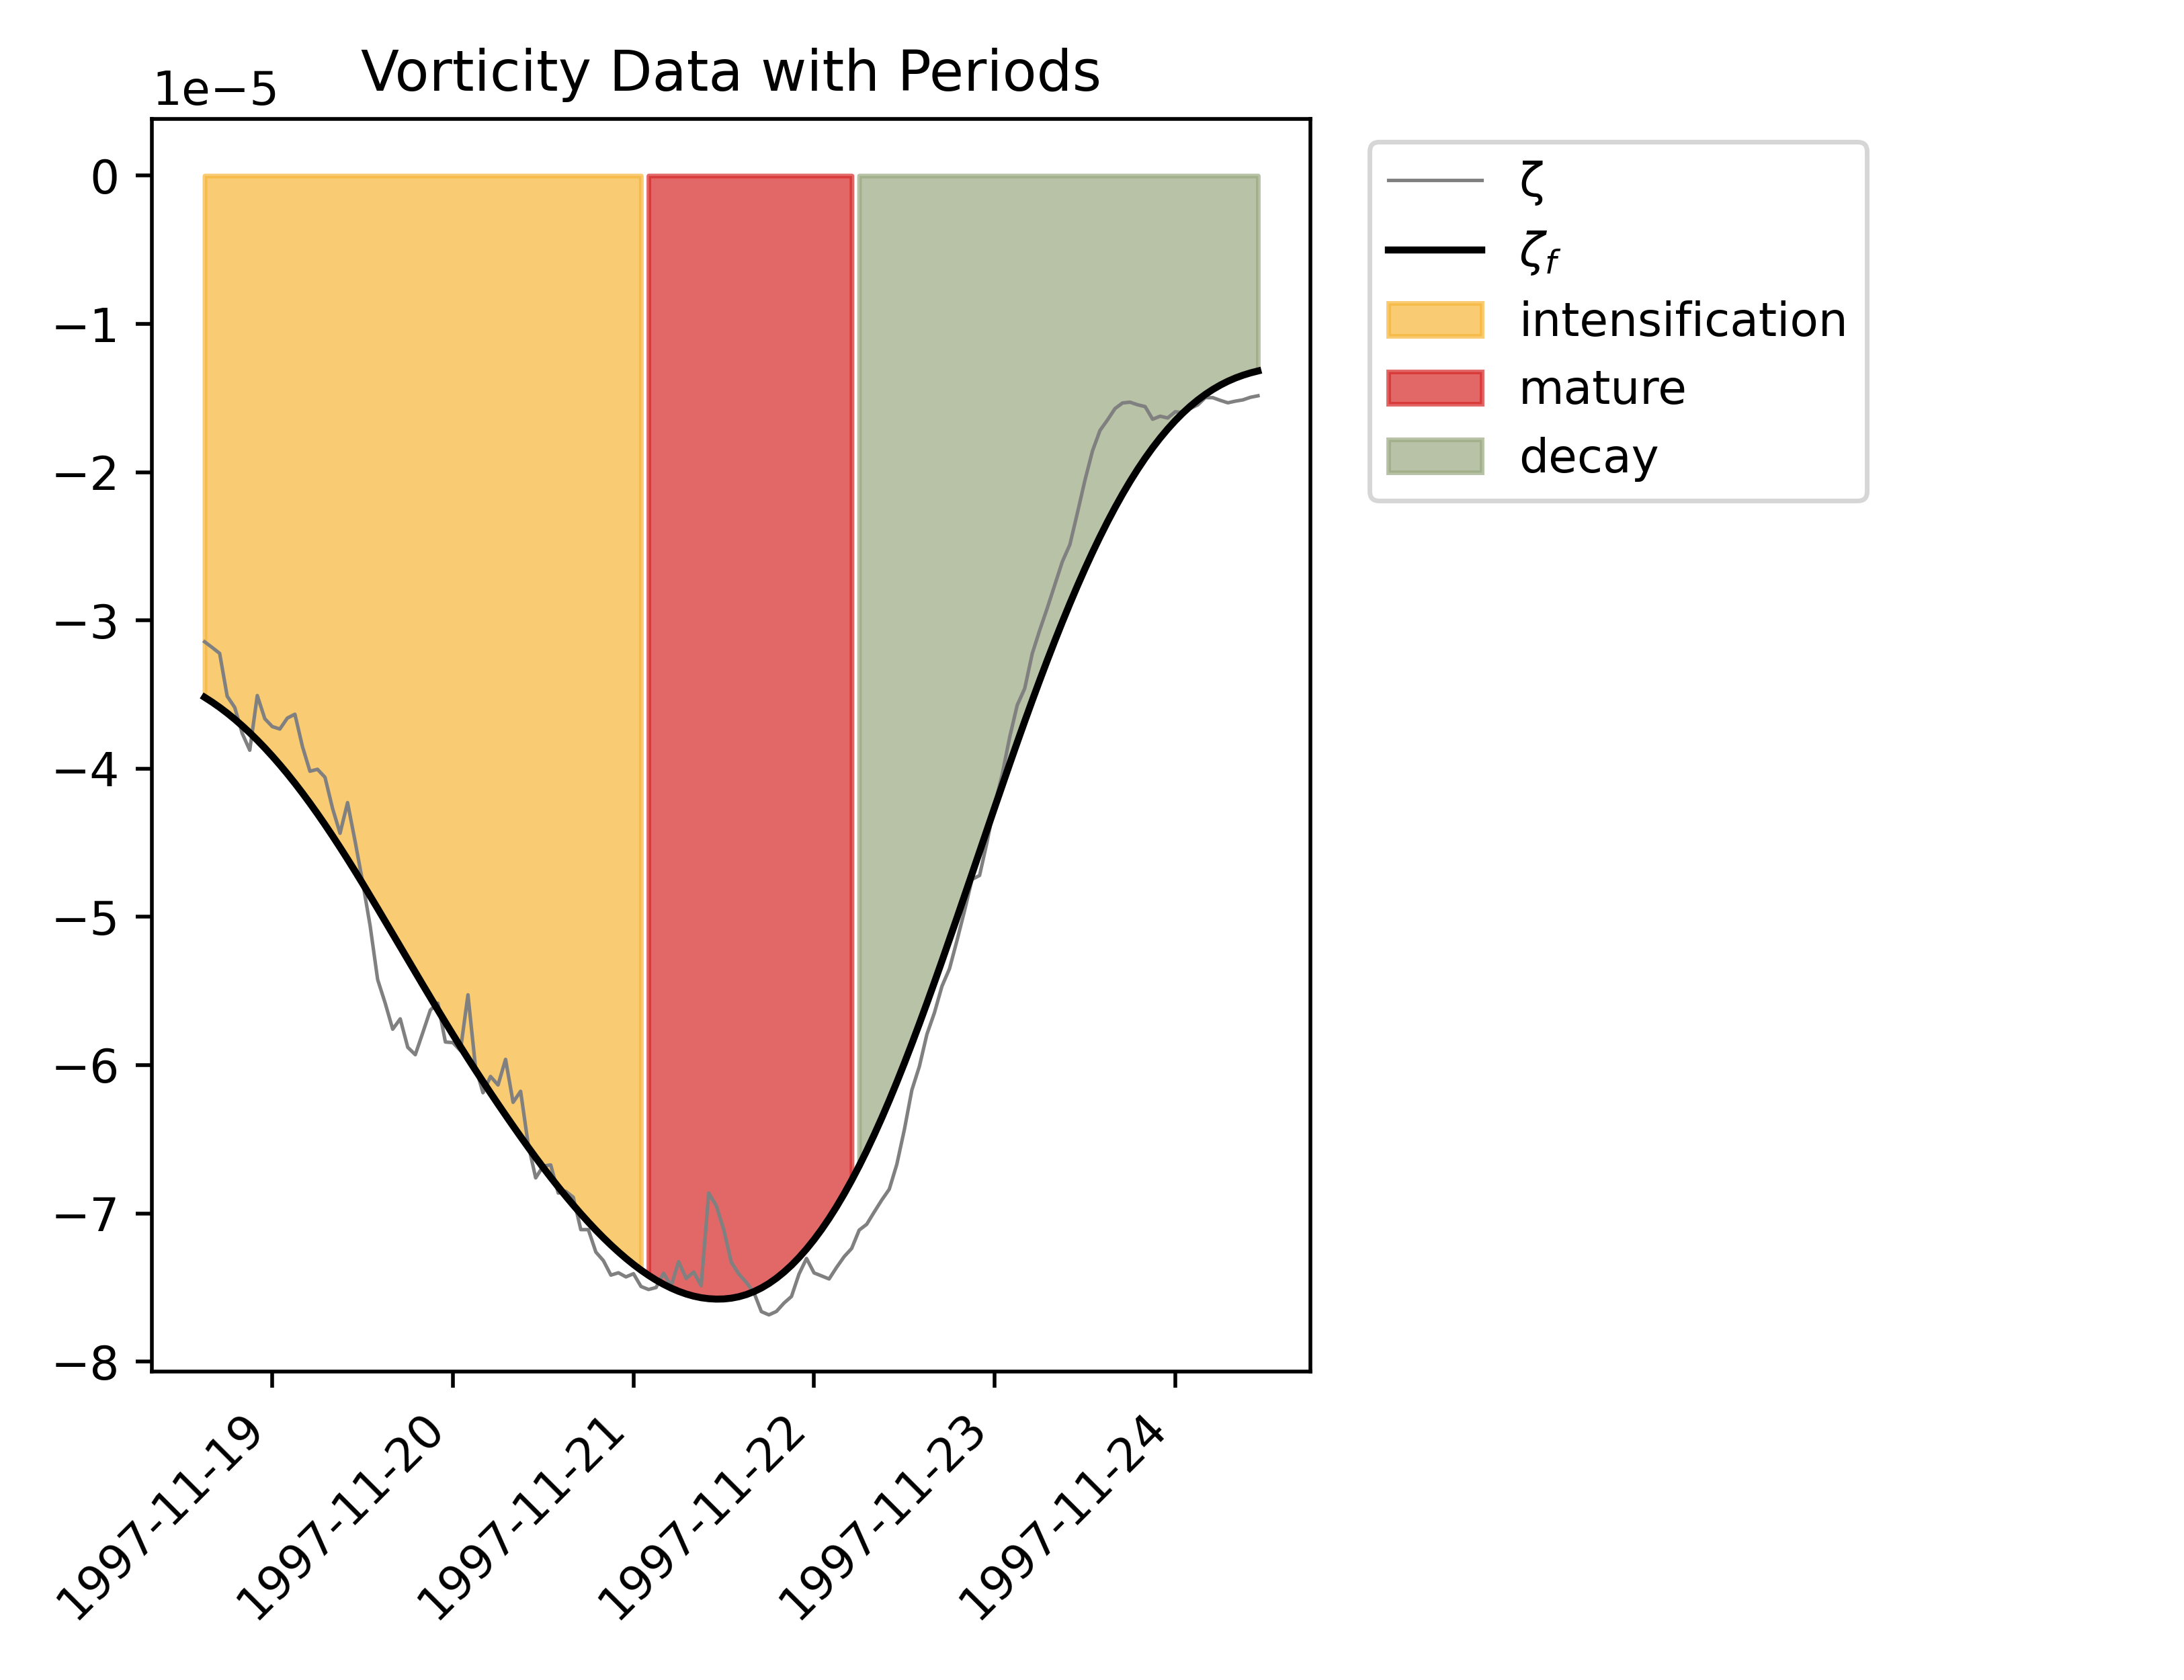 Vorticity Data with Periods
1e−5
0
−1
−2
−3
−4
−5
−6
−7
−8
1997-11-19
1997-11-20
1997-11-21
1997-11-22
1997-11-23
1997-11-24
ζ
ζf
intensification
mature
decay